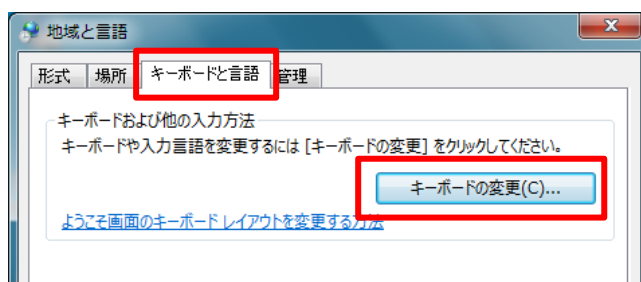 地域と言語
形式 場所 キーボードと言語 管理
キーボードおよび他の入力方法
キーボードや入力言語を変更するには [キーボードの変更] をクリックしてください。
キーボードの変更(C)...
ようこそ画面のキーボード レイアウトを変更する方法